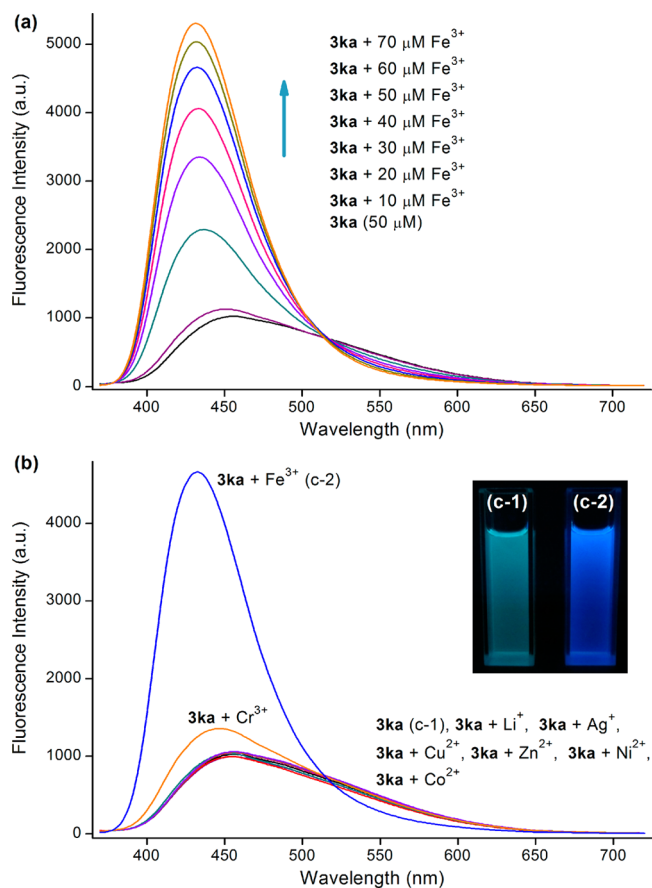 (a)
5000
4000
3000
2000
1000
0
Fluorescence Intensity (a.u.)
3ka + 70 μM Fe³⁺
3ka + 60 μM Fe³⁺
3ka + 50 μM Fe³⁺
3ka + 40 μM Fe³⁺
3ka + 30 μM Fe³⁺
3ka + 20 μM Fe³⁺
3ka + 10 μM Fe³⁺
3ka (50 μM)
400 450 500 550 600 650 700
Wavelength (nm)
(b)
4000
3000
2000
1000
0
Fluorescence Intensity (a.u.)
3ka + Fe³⁺ (c-2)
(c-1) (c-2)
3ka + Cr³⁺
3ka (c-1), 3ka + Li⁺, 3ka + Ag⁺,
3ka + Cu²⁺, 3ka + Zn²⁺, 3ka + Ni²⁺,
3ka + Co²⁺
400 450 500 550 600 650 700
Wavelength (nm)